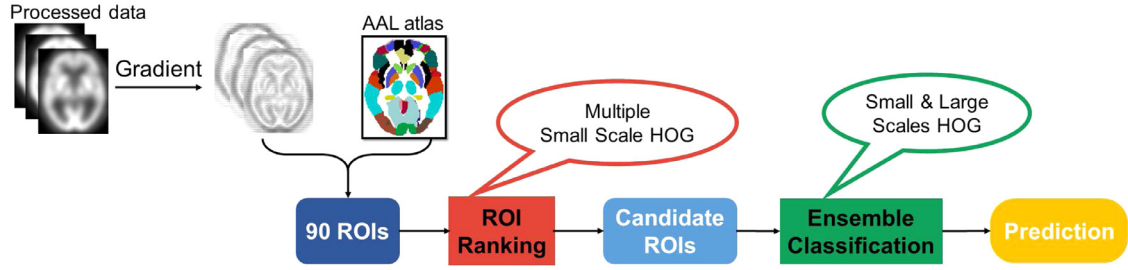 Processed data
Gradient
AAL atlas
Multiple
Small Scale HOG
Small & Large
Scales HOG
90 ROIs
ROI
Ranking
Candidate
ROIs
Ensemble
Classification
Prediction